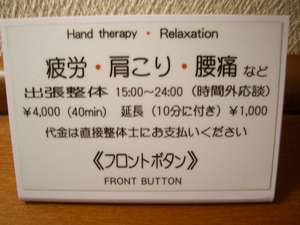 Hand therapy ・ Relaxation
疲労・肩こり・腰痛 など
出張整体 15:00〜24:00（時間外応談）
¥4,000 (40min) 延長（10分に付き）¥1,000
代金は直接整体士にお支払いください
《フロントボタン》
FRONT BUTTON